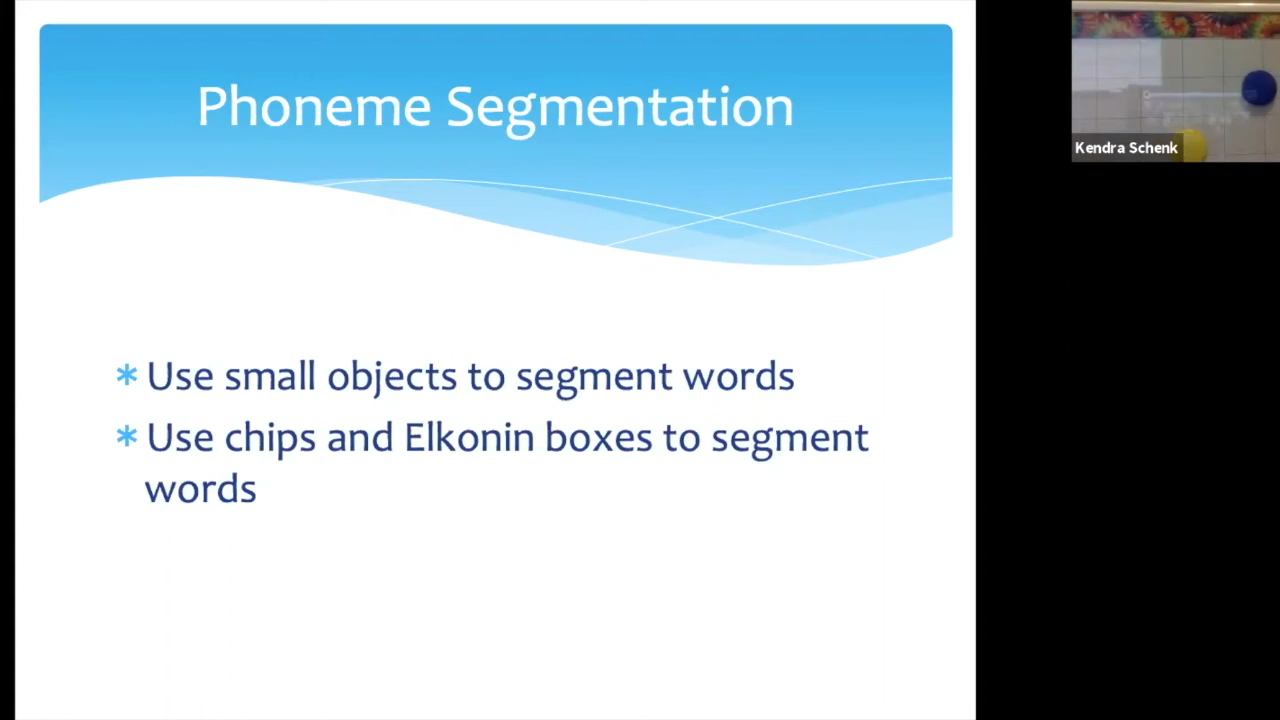 Phoneme Segmentation
* Use small objects to segment words
* Use chips and Elkonin boxes to segment
words
Kendra Schenk